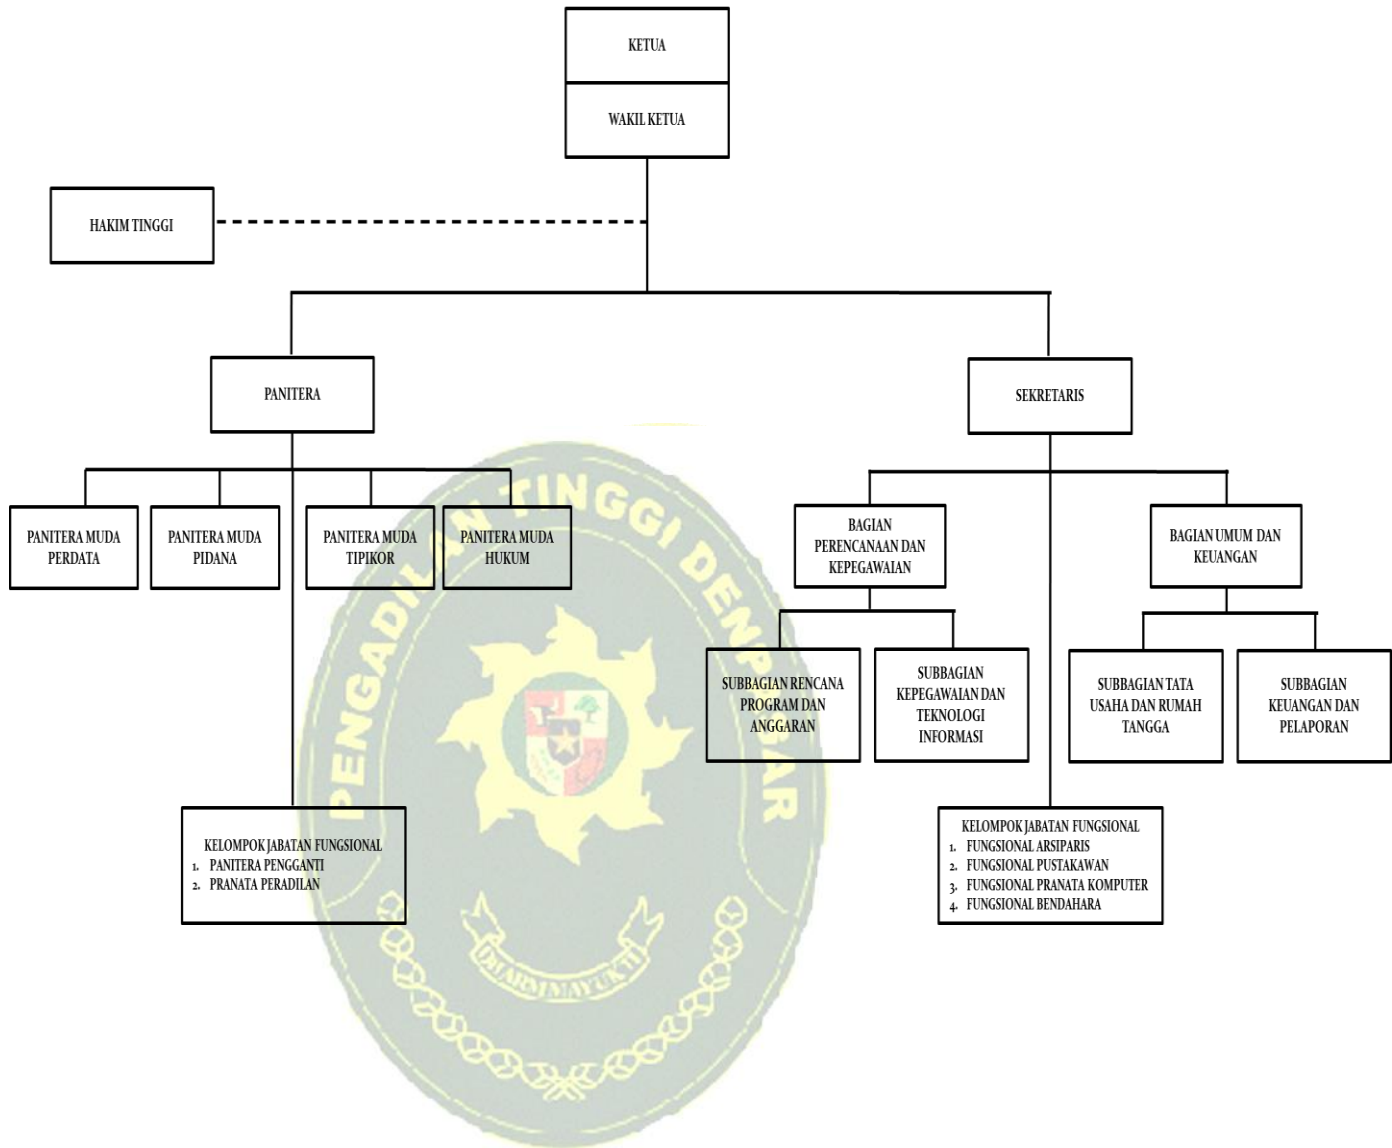 KETUA
WAKIL KETUA
HAKIM TINGGI
PANITERA
SEKRETARIS
PANITERA MUDA
PERDATA
PANITERA MUDA
PIDANA
PANITERA MUDA
TIPIKOR
PANITERA MUDA
HUKUM
BAGIAN
PERENCANAAN DAN
KEPEGAWAIAN
BAGIAN UMUM DAN
KEUANGAN
SUBBAGIAN RENCANA
PROGRAM DAN
ANGGARAN
SUBBAGIAN
KEPEGAWAIAN DAN
TEKNOLOGI
INFORMASI
SUBBAGIAN TATA
USAHA DAN RUMAH
TANGGA
SUBBAGIAN
KEUANGAN DAN
PELAPORAN
KELOMPOK JABATAN FUNGSIONAL
1. PANITERA PENGGANTI
2. PRANATA PERADILAN
KELOMPOK JABATAN FUNGSIONAL
1. FUNGSIONAL ARSIPARIS
2. FUNGSIONAL PUSTAKAWAN
3. FUNGSIONAL PRANATA KOMPUTER
4. FUNGSIONAL BENDAHARA
PENGADILAN TINGGI DENPASAR
DHARMMAYUKTI